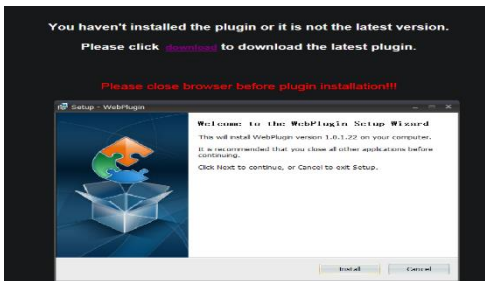 You haven't installed the plugin or it is not the latest version.
Please click download to download the latest plugin.
Please close browser before plugin installation!!!
Setup - WebPlugin
Welcome to the WebPlugin Setup Wizard
This will install WebPlugin version 1.0.1.22 on your computer.
It is recommended that you close all other applications before
continuing.
Click Next to continue, or Cancel to exit Setup.
Install Cancel